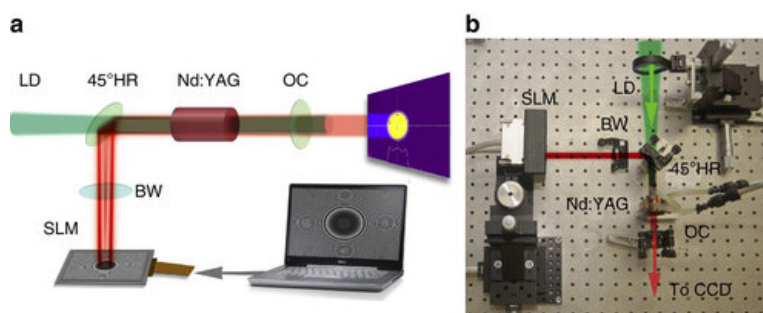 a
LD 45°HR Nd:YAG OC
BW
SLM
b
LD
SLM
BW
45°HR
Nd:YAG
OC
To CCD